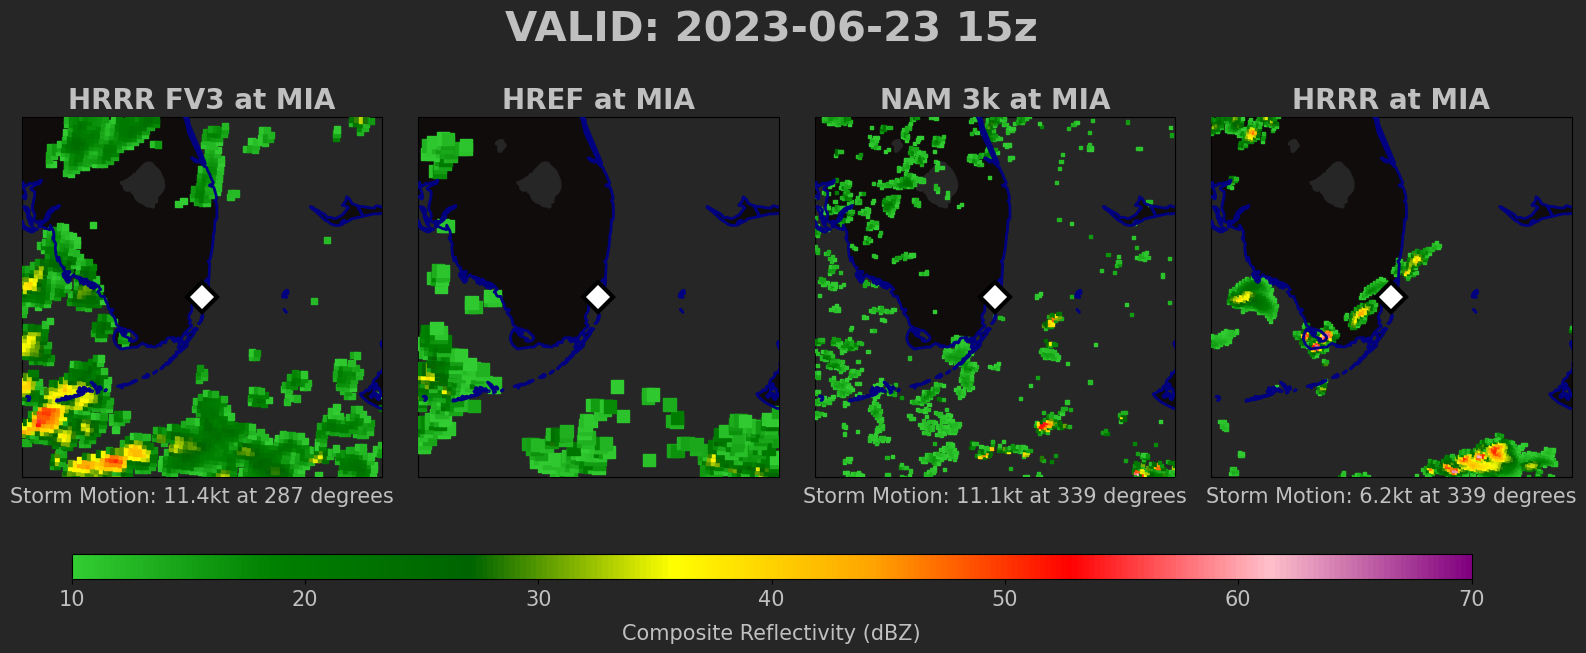 VALID: 2023-06-23 15z
HRRR FV3 at MIA
HREF at MIA
NAM 3k at MIA
HRRR at MIA
Storm Motion: 11.4kt at 287 degrees
Storm Motion: 11.1kt at 339 degrees
Storm Motion: 6.2kt at 339 degrees
10 20 30 40 50 60 70
Composite Reflectivity (dBZ)